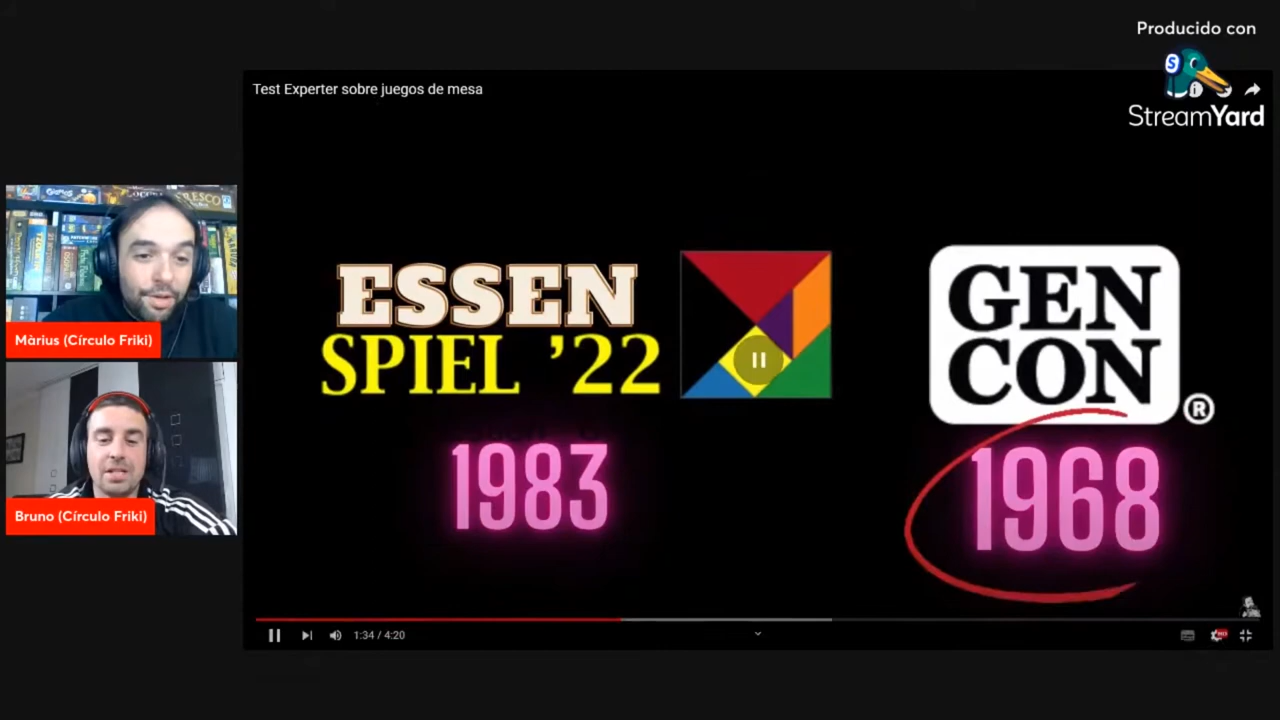 Producido con
StreamYard
Test Experter sobre juegos de mesa
ESSEN
SPIEL ’22
1983
GEN
CON
®
1968
FRESCO
Màrius (Círculo Friki)
Bruno (Círculo Friki)
1:34 / 4:20